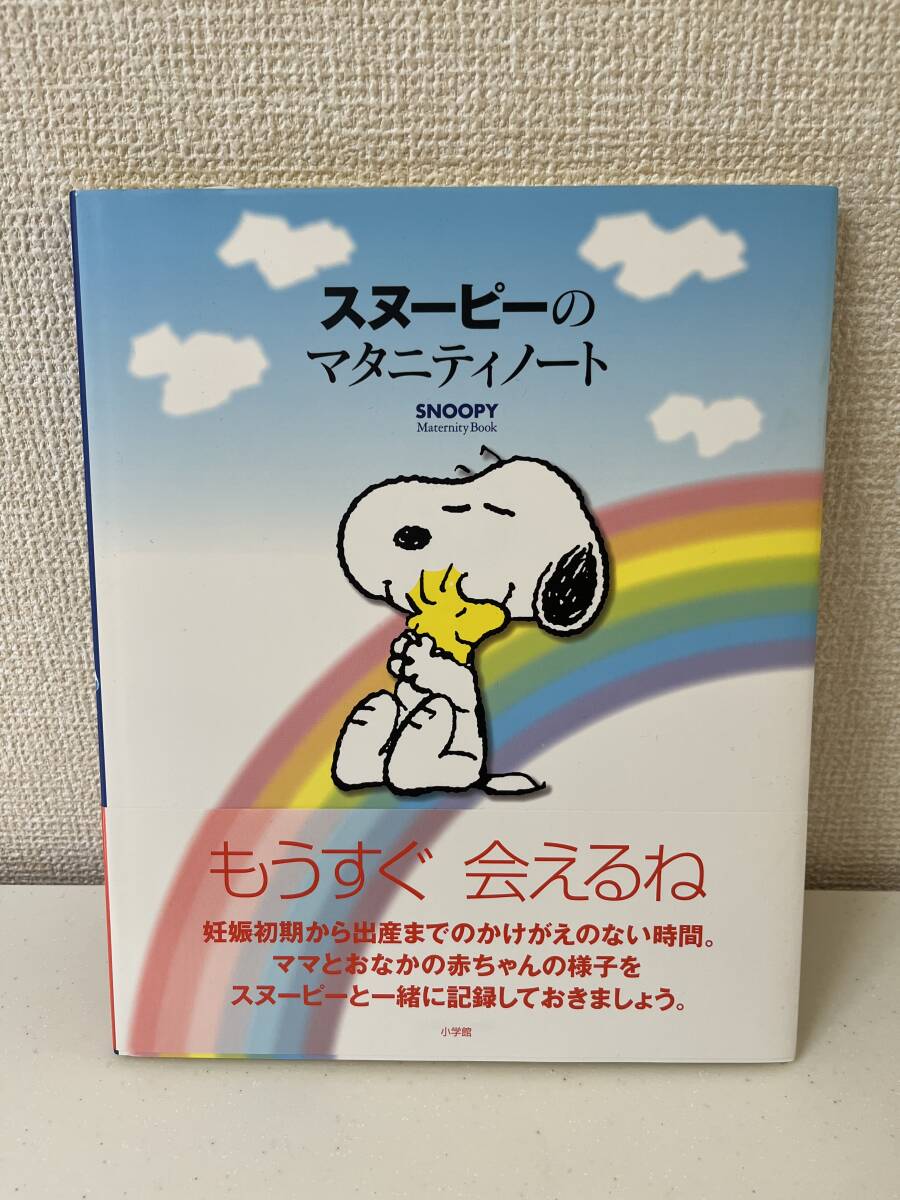 スヌーピーの
マタニティノート
SNOOPY
Maternity Book
もうすぐ 会えるね
妊娠初期から出産までのかけがえのない時間。
ママとおなかの赤ちゃんの様子を
スヌーピーと一緒に記録しておきましょう。
小学館